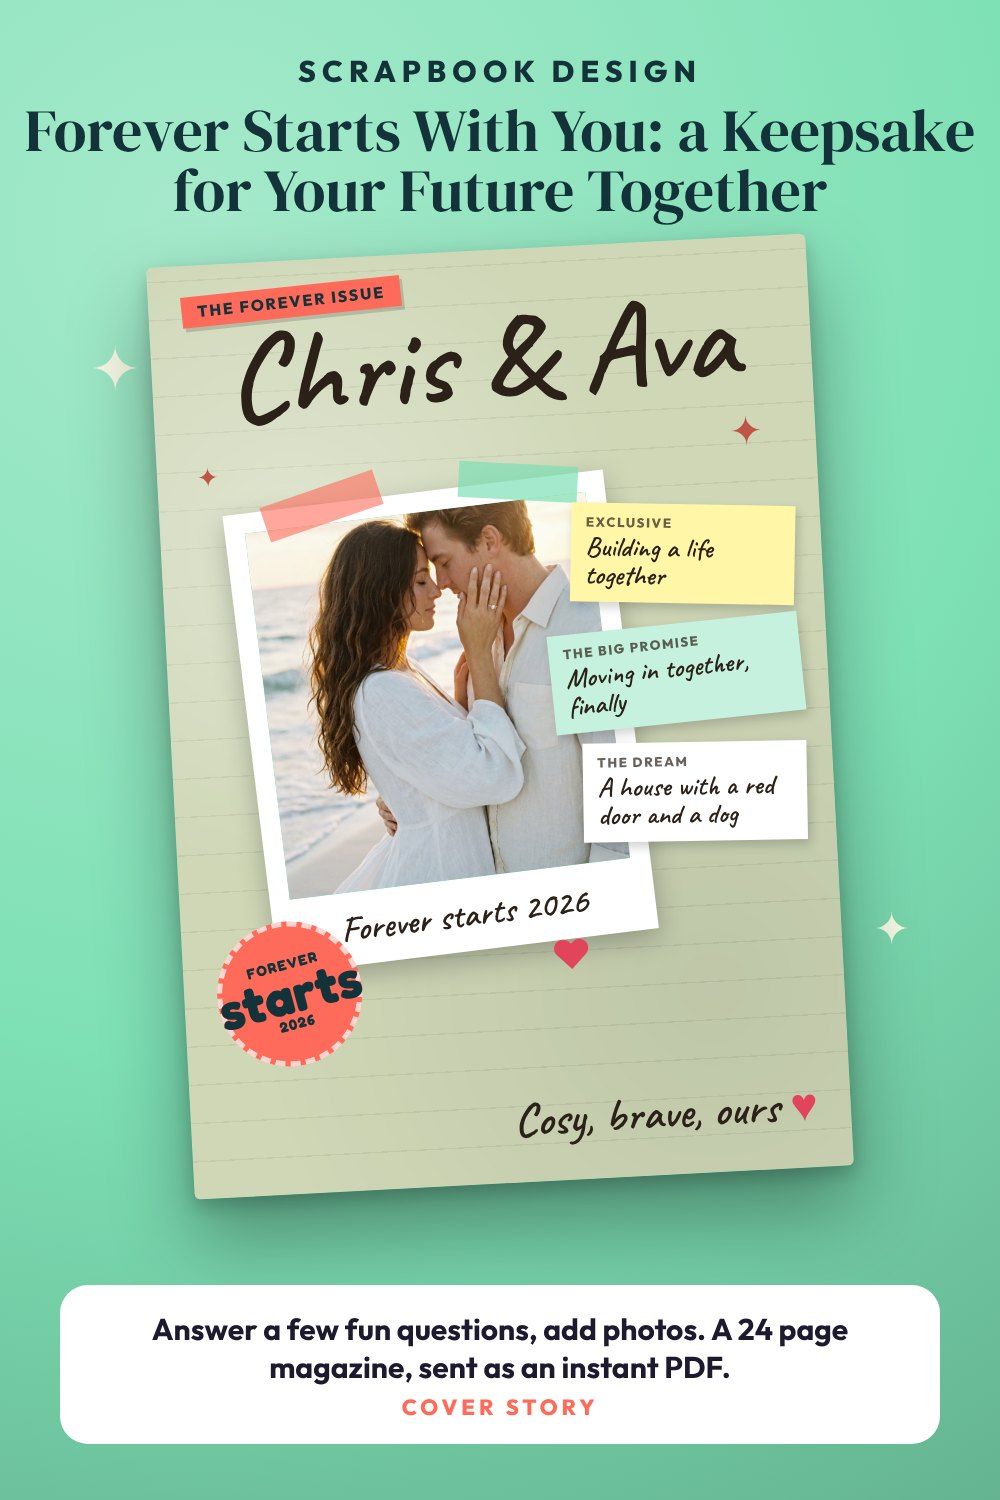 SCRAPBOOK DESIGN
Forever Starts With You: a Keepsake
for Your Future Together
THE FOREVER ISSUE
Chris & Ava
EXCLUSIVE
Building a life
together
THE BIG PROMISE
Moving in together,
finally
THE DREAM
A house with a red
door and a dog
Forever starts 2026
FOREVER
starts
2026
Cosy, brave, ours ♥
Answer a few fun questions, add photos. A 24 page
magazine, sent as an instant PDF.
COVER STORY